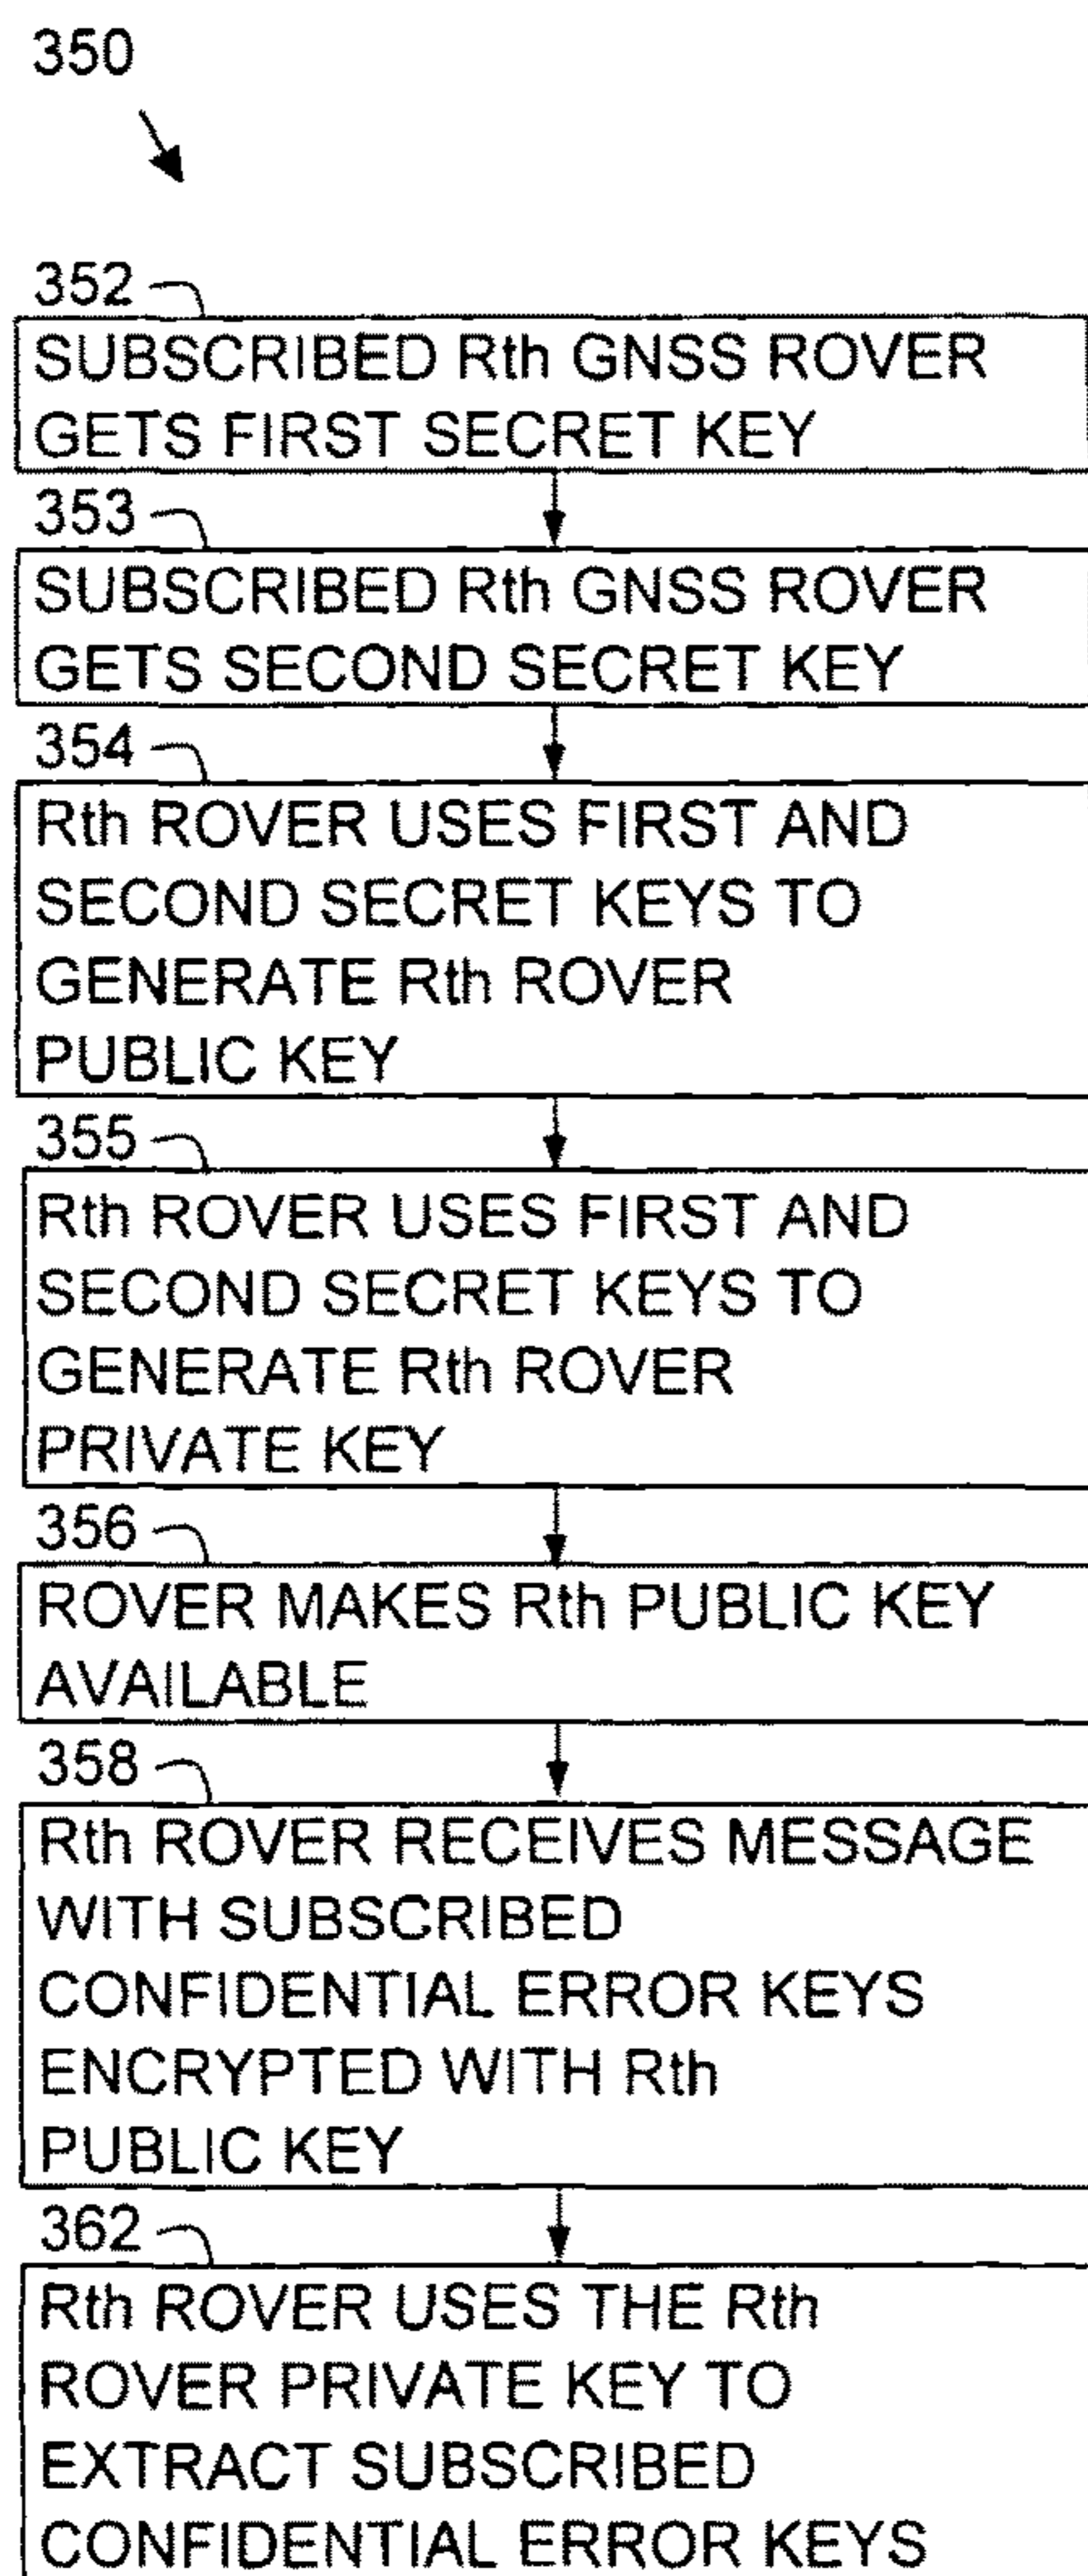 350
352
SUBSCRIBED Rth GNSS ROVER
GETS FIRST SECRET KEY
353
SUBSCRIBED Rth GNSS ROVER
GETS SECOND SECRET KEY
354
Rth ROVER USES FIRST AND
SECOND SECRET KEYS TO
GENERATE Rth ROVER
PUBLIC KEY
355
Rth ROVER USES FIRST AND
SECOND SECRET KEYS TO
GENERATE Rth ROVER
PRIVATE KEY
356
ROVER MAKES Rth PUBLIC KEY
AVAILABLE
358
Rth ROVER RECEIVES MESSAGE
WITH SUBSCRIBED
CONFIDENTIAL ERROR KEYS
ENCRYPTED WITH Rth
PUBLIC KEY
362
Rth ROVER USES THE Rth
ROVER PRIVATE KEY TO
EXTRACT SUBSCRIBED
CONFIDENTIAL ERROR KEYS